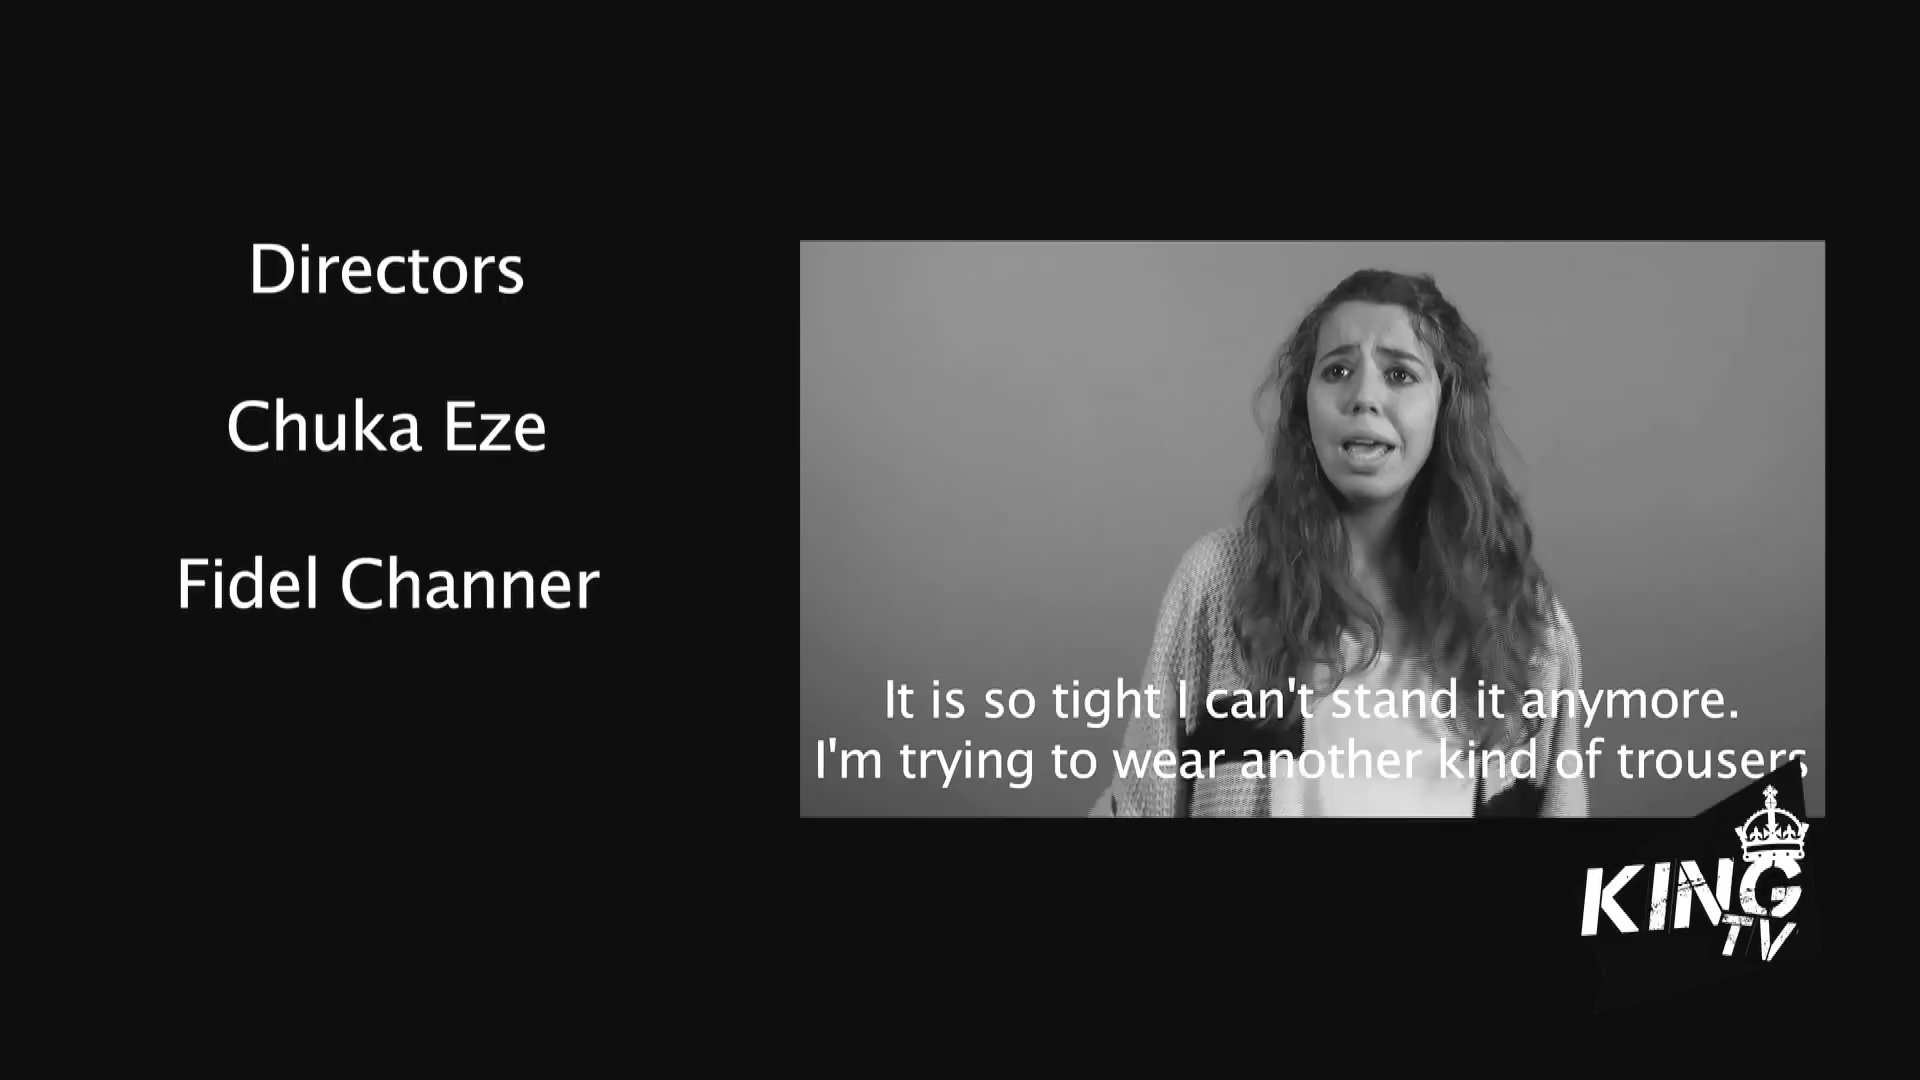 Directors
Chuka Eze
Fidel Channer
It is so tight I can't stand it anymore.
I'm trying to wear another kind of trousers
KING
TV